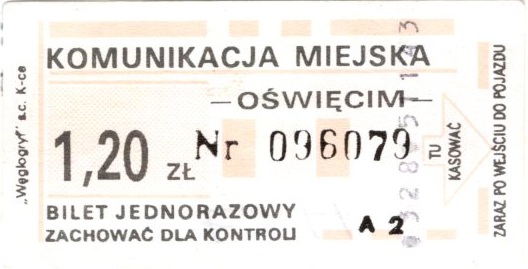 KOMUNIKACJA MIEJSKA
—OŚWIĘCIM—
1,20 ZŁ
Nr 096079
BILET JEDNORAZOWY
A 2
ZACHOWAĆ DLA KONTROLI
TU
KASOWAĆ
ZARAZ PO WEJŚCIU DO POJAZDU
„Węglogryf" s.c. K-ce